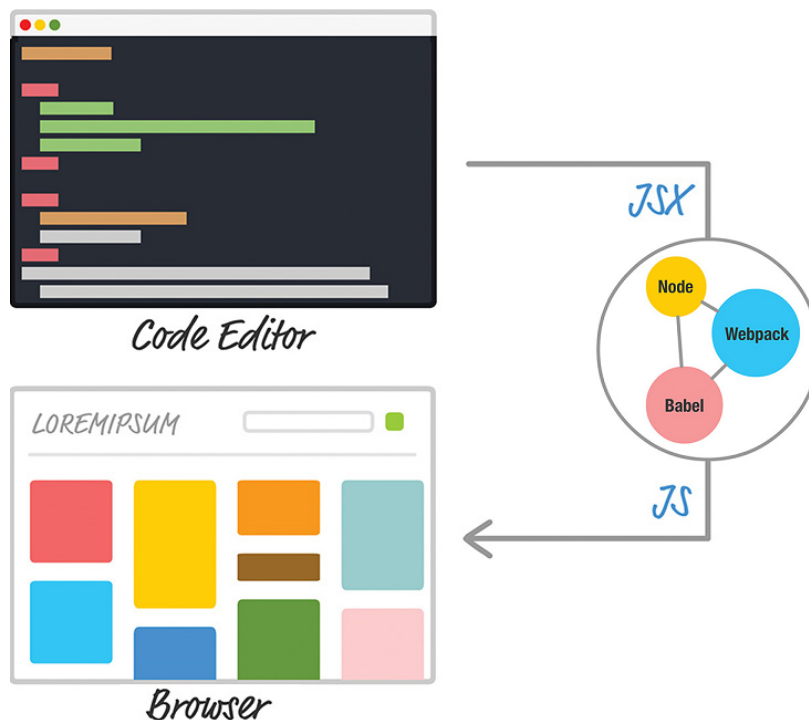 Code Editor
JSX
Node
Webpack
Babel
JS
LOREMIPSUM
Browser